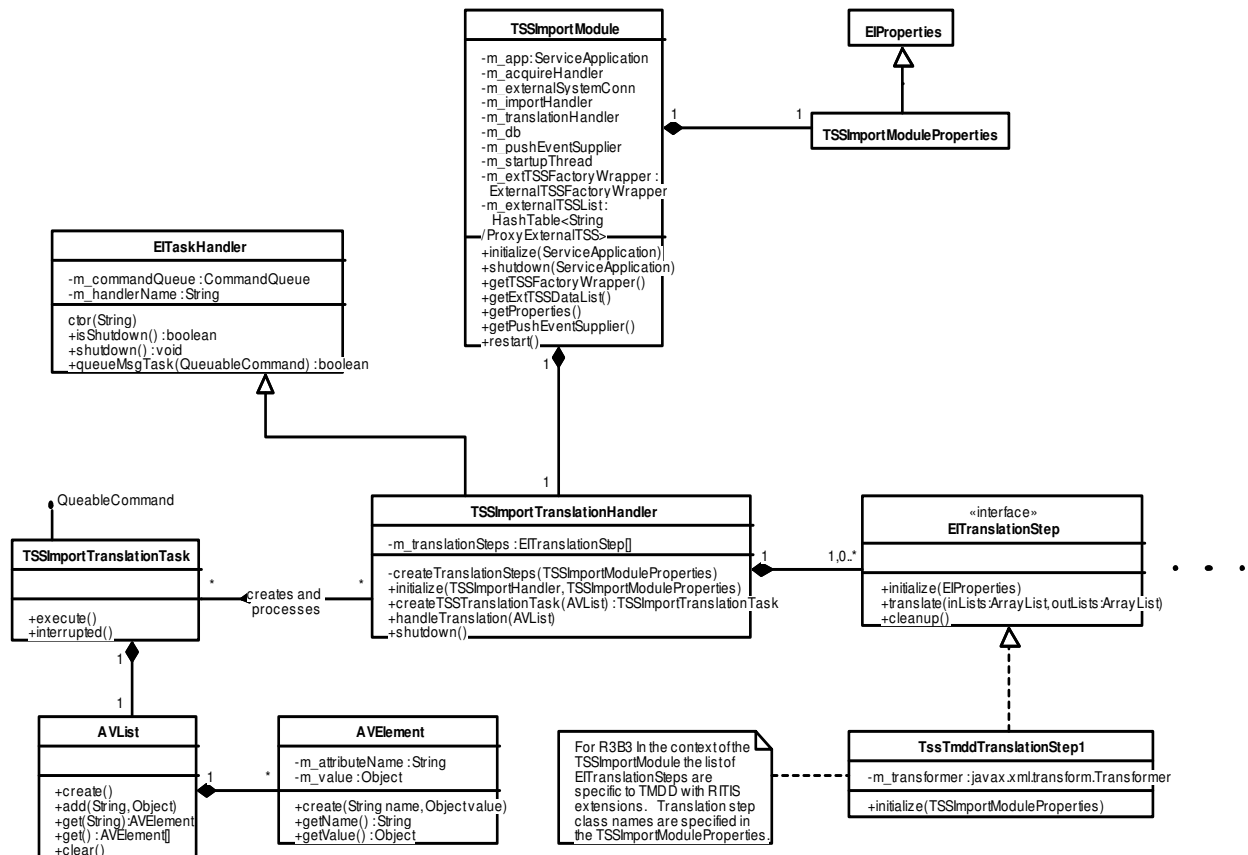 TSSImportModule
-m_app:ServiceApplication
-m_acquireHandler
-m_externalSystemConn
-m_importHandler
-m_translationHandler
-m_db
-m_pushEventSupplier
-m_startupThread
-m_extTSSFactoryWrapper :
ExternalTSSFactoryWrapper
-m_externalTSSList :
HashTable<String
/ProxyExternalTSS>
+initialize(ServiceApplication)
+shutdown(ServiceApplication)
+getTSSFactoryWrapper()
+getExtTSSDataList()
+getProperties()
+getPushEventSupplier()
+restart()
EIProperties
1
1
TSSImportModuleProperties
EITaskHandler
-m_commandQueue : CommandQueue
-m_handlerName : String
ctor(String)
+isShutdown() : boolean
+shutdown() : void
+queueMsgTask(QueuableCommand) : boolean
1
1
QueableCommand
TSSImportTranslationTask
+execute()
+interrupted()
*
creates and
processes
*
TSSImportTranslationHandler
-m_translationSteps : EITranslationStep[]
-createTranslationSteps(TSSImportModuleProperties)
+initialize(TSSImportHandler, TSSImportModuleProperties)
+createTSSTranslationTask(AVList) : TSSImportTranslationTask
+handleTranslation(AVList)
+shutdown()
1
1,0..*
«interface»
EITranslationStep
+initialize(EIProperties)
+translate(inLists:ArrayList,outLists:ArrayList)
+cleanup()
1
1
AVList
+create()
+add(String, Object)
+get(String):AVElement
+get() : AVElement[]
+clear()
1
*
AVElement
-m_attributeName : String
-m_value : Object
+create(String name, Object value)
+getName() : String
+getValue() : Object
For R3B3 In the context of the
TSSImportModule the list of
EITranslationSteps are
specific to TMDD with RITIS
extensions. Translation step
class names are specified in
the TSSImportModuleProperties.
TssTmddTranslationStep1
-m_transformer : javax.xml.transform.Transformer
+initialize(TSSImportModuleProperties)